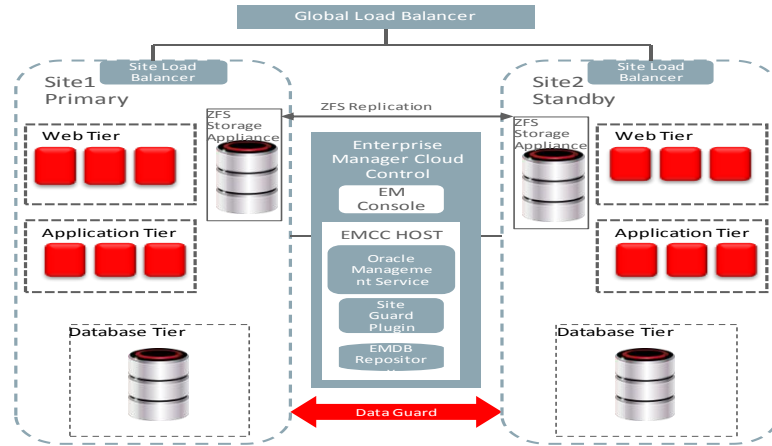 Global Load Balancer
Site Load
Balancer
Site Load
Balancer
Site1
Primary
Site2
Standby
ZFS
Storage
Appliance
ZFS Replication
ZFS
Storage
Appliance
Web Tier
Enterprise
Manager Cloud
Control
Web Tier
EM
Console
Application Tier
EMCC HOST
Application Tier
Oracle
Manageme
nt Service
Site
Guard
Plugin
Database Tier
EMDB
Repositor
Database Tier
Data Guard